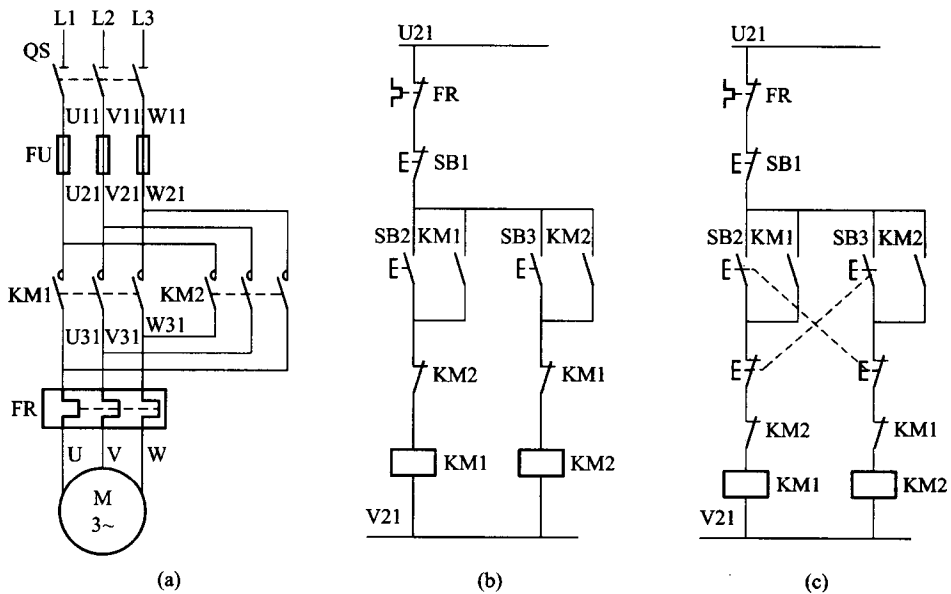 L1 L2 L3
QS
U11 V11 W11
FU
U21 V21 W21
KM1
KM2
U31 V31 W31
FR
U V W
M
3~
(a)
U21
FR
SB1
SB2 KM1 SB3 KM2
KM2 KM1
KM1 KM2
V21
(b)
U21
FR
SB1
SB2 KM1 SB3 KM2
KM2 KM1
KM1 KM2
V21
(c)